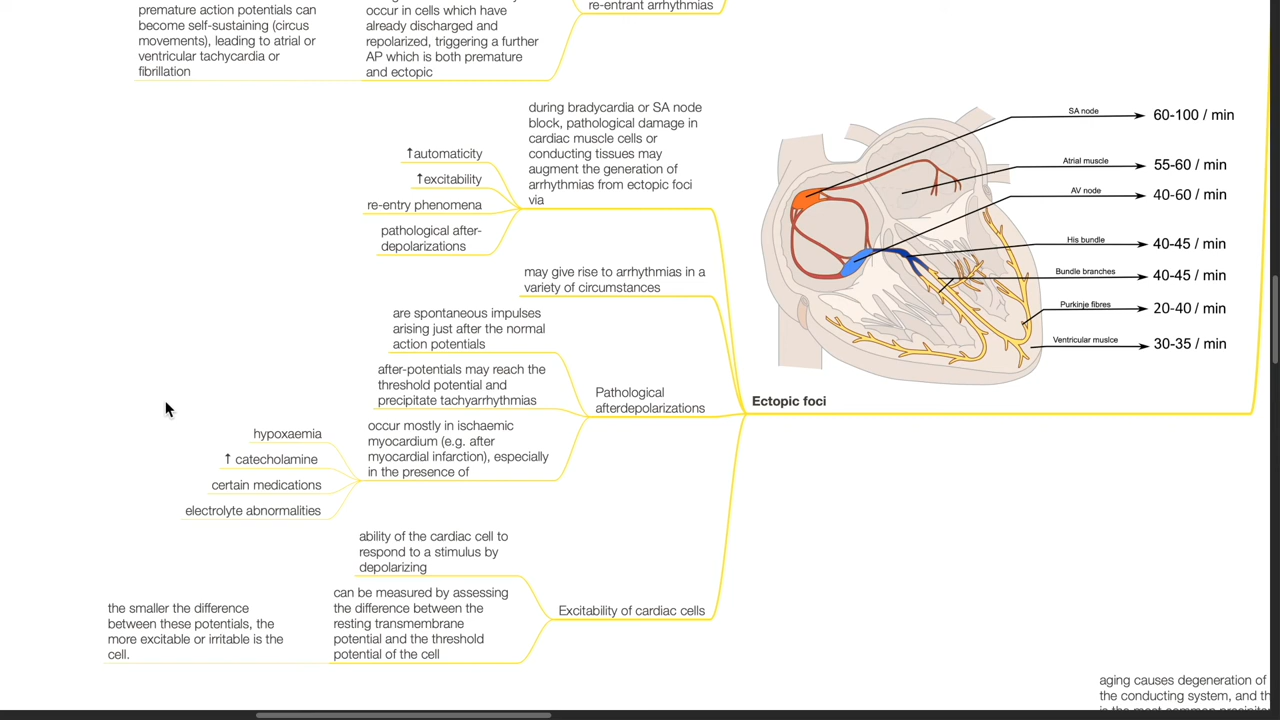 premature action potentials can
become self-sustaining (circus
movements), leading to atrial or
ventricular tachycardia or
fibrillation
occur in cells which have
already discharged and
repolarized, triggering a further
AP which is both premature
and ectopic
re-entrant arrhythmias
during bradycardia or SA node
block, pathological damage in
cardiac muscle cells or
conducting tissues may
augment the generation of
arrhythmias from ectopic foci
via
↑automaticity
↑excitability
re-entry phenomena
pathological after-
depolarizations
may give rise to arrhythmias in a
variety of circumstances
are spontaneous impulses
arising just after the normal
action potentials
after-potentials may reach the
threshold potential and
precipitate tachyarrhythmias
occur mostly in ischaemic
myocardium (e.g. after
myocardial infarction), especially
in the presence of
hypoxaemia
↑ catecholamine
certain medications
electrolyte abnormalities
Pathological
afterdepolarizations
Ectopic foci
ability of the cardiac cell to
respond to a stimulus by
depolarizing
can be measured by assessing
the difference between the
resting transmembrane
potential and the threshold
potential of the cell
the smaller the difference
between these potentials, the
more excitable or irritable is the
cell.
Excitability of cardiac cells
SA node 60-100 / min
Atrial muscle 55-60 / min
AV node 40-60 / min
His bundle 40-45 / min
Bundle branches 40-45 / min
Purkinje fibres 20-40 / min
Ventricular muslce 30-35 / min
aging causes degeneration of
the conducting system, and th